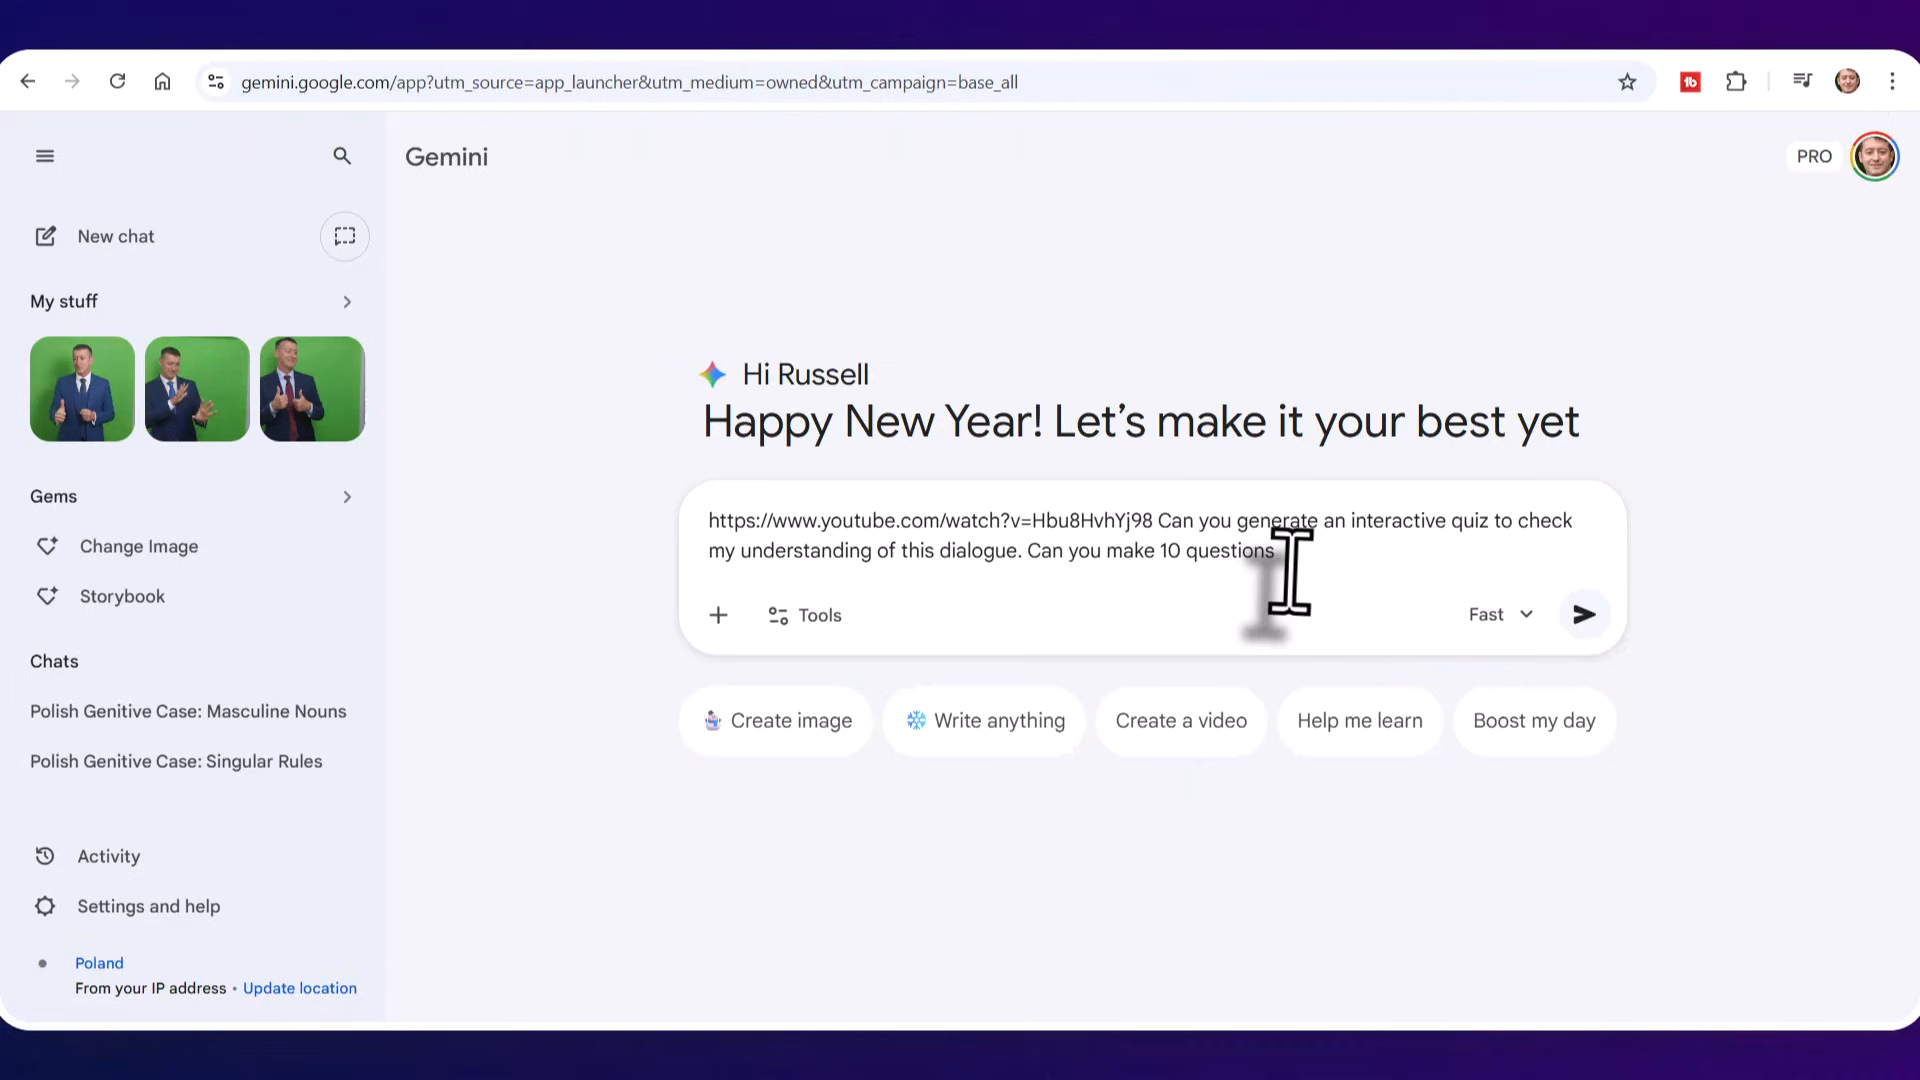 gemini.google.com/app?utm_source=app_launcher&utm_medium=owned&utm_campaign=base_all
Gemini
PRO
New chat
My stuff
Gems
Change Image
Storybook
Chats
Polish Genitive Case: Masculine Nouns
Polish Genitive Case: Singular Rules
Activity
Settings and help
Poland
From your IP address • Update location
Hi Russell
Happy New Year! Let's make it your best yet
https://www.youtube.com/watch?v=Hbu8HvhYj98 Can you generate an interactive quiz to check
my understanding of this dialogue. Can you make 10 questions
Tools
Fast
Create image
Write anything
Create a video
Help me learn
Boost my day